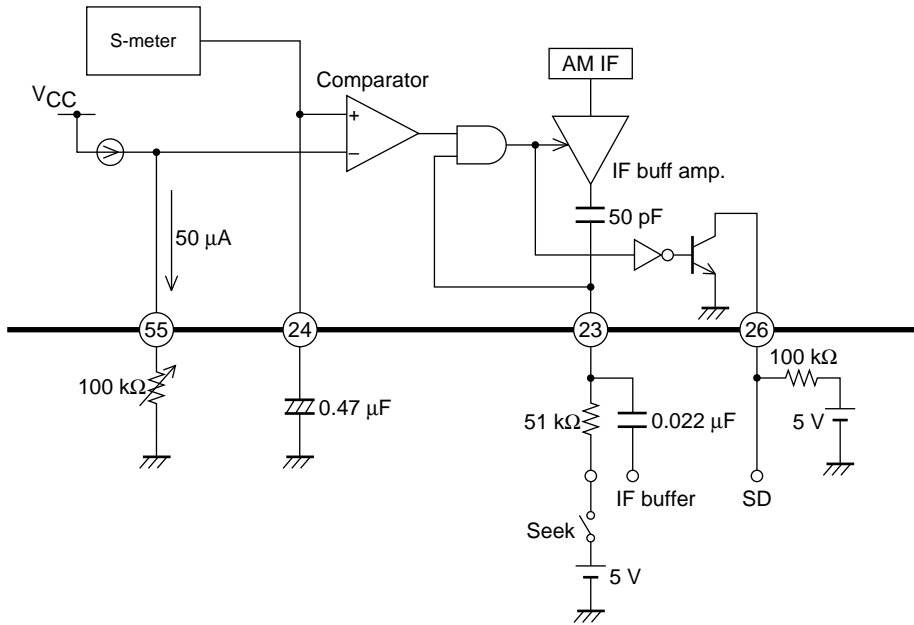 S-meter
AM IF
Comparator
VCC
+
−
IF buff amp.
50 pF
50 µA
55
24
23
26
100 kΩ
0.47 µF
51 kΩ
0.022 µF
100 kΩ
5 V
IF buffer
SD
Seek
5 V